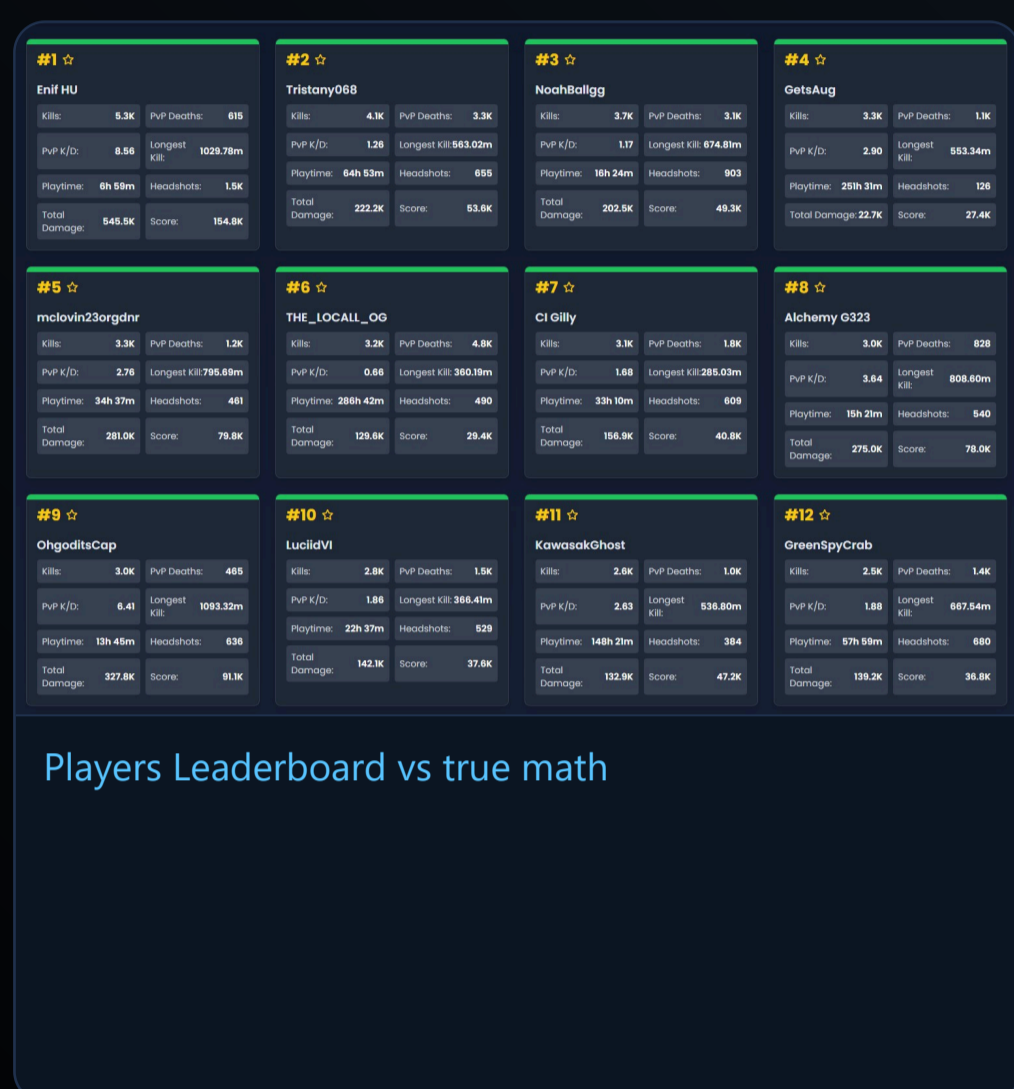 #1 ☆
Enif HU
Kills: 5.3K PvP Deaths: 615
PvP K/D: 8.56 Longest Kill: 1029.78m
Playtime: 6h 59m Headshots: 1.5K
Total Damage: 545.5K Score: 154.8K
#2 ☆
Tristany068
Kills: 4.1K PvP Deaths: 3.3K
PvP K/D: 1.26 Longest Kill: 563.02m
Playtime: 64h 53m Headshots: 655
Total Damage: 222.2K Score: 53.6K
#3 ☆
NoahBallgg
Kills: 3.7K PvP Deaths: 3.1K
PvP K/D: 1.17 Longest Kill: 674.81m
Playtime: 16h 24m Headshots: 903
Total Damage: 202.5K Score: 49.3K
#4 ☆
GetsAug
Kills: 3.3K PvP Deaths: 1.1K
PvP K/D: 2.90 Longest Kill: 553.34m
Playtime: 251h 31m Headshots: 126
Total Damage: 22.7K Score: 27.4K
#5 ☆
mclovin23orgdnr
Kills: 3.3K PvP Deaths: 1.2K
PvP K/D: 2.76 Longest Kill: 795.69m
Playtime: 34h 37m Headshots: 461
Total Damage: 281.0K Score: 79.8K
#6 ☆
THE_LOCALL_OG
Kills: 3.2K PvP Deaths: 4.8K
PvP K/D: 0.66 Longest Kill: 360.19m
Playtime: 286h 42m Headshots: 490
Total Damage: 129.6K Score: 29.4K
#7 ☆
CI Gilly
Kills: 3.1K PvP Deaths: 1.8K
PvP K/D: 1.68 Longest Kill: 285.03m
Playtime: 33h 10m Headshots: 609
Total Damage: 156.9K Score: 40.8K
#8 ☆
Alchemy G323
Kills: 3.0K PvP Deaths: 828
PvP K/D: 3.64 Longest Kill: 808.60m
Playtime: 15h 21m Headshots: 540
Total Damage: 275.0K Score: 78.0K
#9 ☆
OhgoditsCap
Kills: 3.0K PvP Deaths: 465
PvP K/D: 6.41 Longest Kill: 1093.32m
Playtime: 13h 45m Headshots: 636
Total Damage: 327.8K Score: 91.1K
#10 ☆
LuciidVI
Kills: 2.8K PvP Deaths: 1.5K
PvP K/D: 1.86 Longest Kill: 366.41m
Playtime: 22h 37m Headshots: 529
Total Damage: 142.1K Score: 37.6K
#11 ☆
KawasakGhost
Kills: 2.6K PvP Deaths: 1.0K
PvP K/D: 2.63 Longest Kill: 536.80m
Playtime: 148h 21m Headshots: 384
Total Damage: 132.9K Score: 47.2K
#12 ☆
GreenSpyCrab
Kills: 2.5K PvP Deaths: 1.4K
PvP K/D: 1.88 Longest Kill: 667.54m
Playtime: 57h 59m Headshots: 680
Total Damage: 139.2K Score: 36.8K
Players Leaderboard vs true math